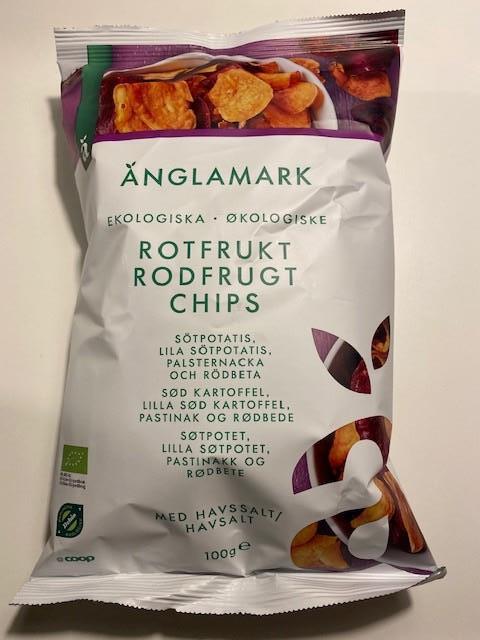 ÄNGLAMARK
EKOLOGISKA · ØKOLOGISKE
ROTFRUKT
RODFRUGT
CHIPS
SÖTPOTATIS,
LILA SÖTPOTATIS,
PALSTERNACKA
OCH RÖDBETA
SØD KARTOFFEL,
LILLA SØD KARTOFFEL,
PASTINAK OG RØDBEDE
SØTPOTET,
LILLA SØTPOTET,
PASTINAKK OG
RØDBETE
MED HAVSSALT/
HAVSALT
100g e
coop